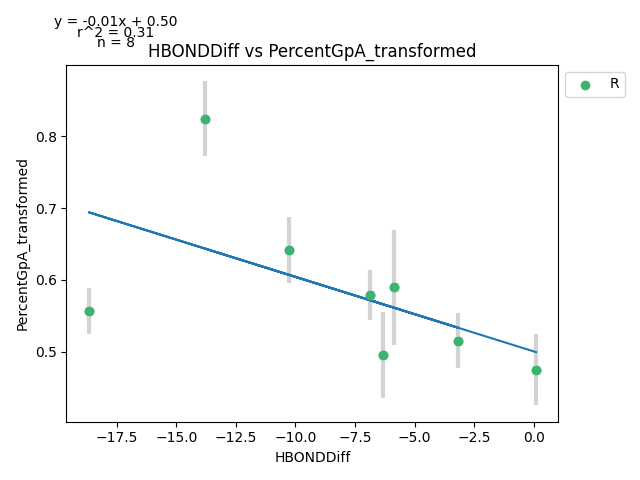 y = -0.01x + 0.50
r^2 = 0.31
n = 8
HBONDDiff vs PercentGpA_transformed
R
PercentGpA_transformed
0.8
0.7
0.6
0.5
−17.5
−15.0
−12.5
−10.0
−7.5
−5.0
−2.5
0.0
HBONDDiff